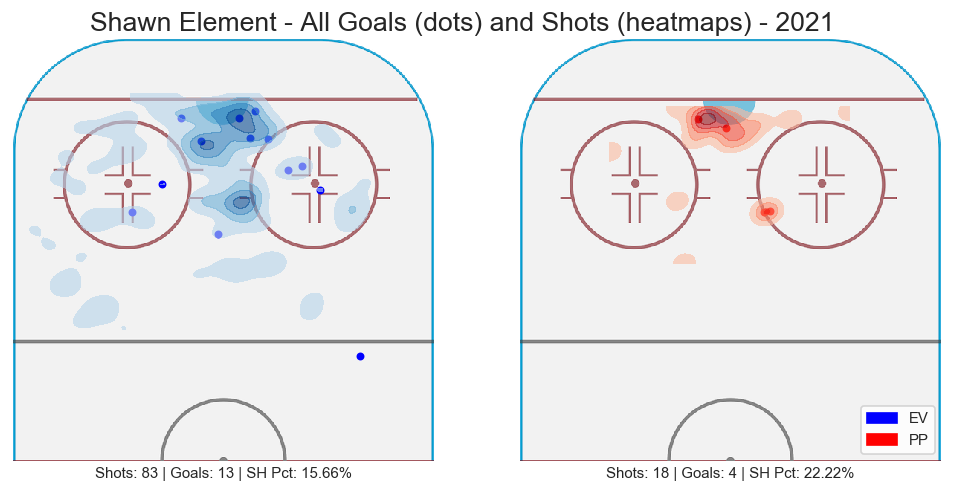 Shawn Element - All Goals (dots) and Shots (heatmaps) - 2021
EV
PP
Shots: 83 | Goals: 13 | SH Pct: 15.66%
Shots: 18 | Goals: 4 | SH Pct: 22.22%